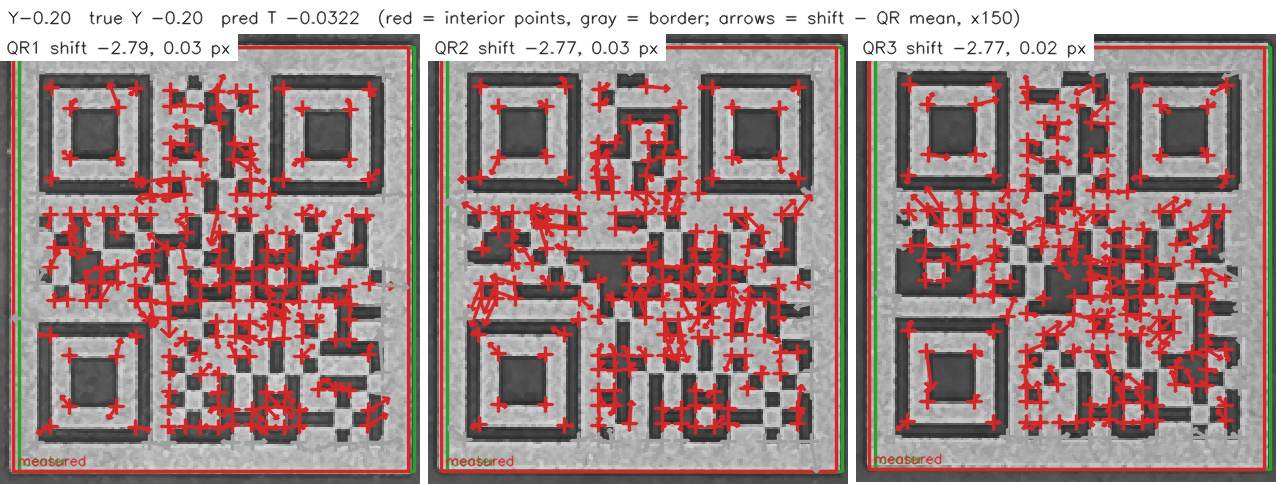 Y−0.20 true Y −0.20 pred T −0.0322 (red = interior points, gray = border; arrows = shift − QR mean, x150)
QR1 shift −2.79, 0.03 px
QR2 shift −2.77, 0.03 px
QR3 shift −2.77, 0.02 px
measured
measured
measured